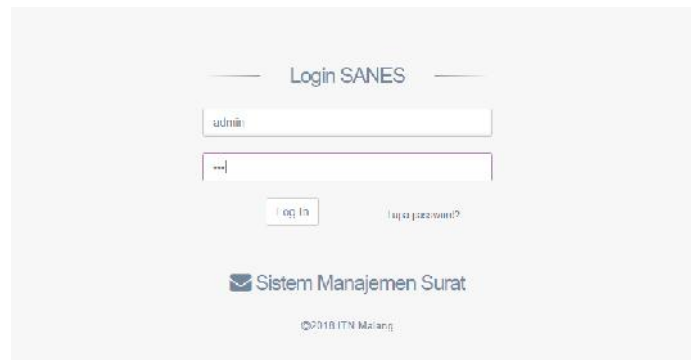 Login SANES
admin
•••
Log In
Lupa password?
Sistem Manajemen Surat
©2018 ITN Malang